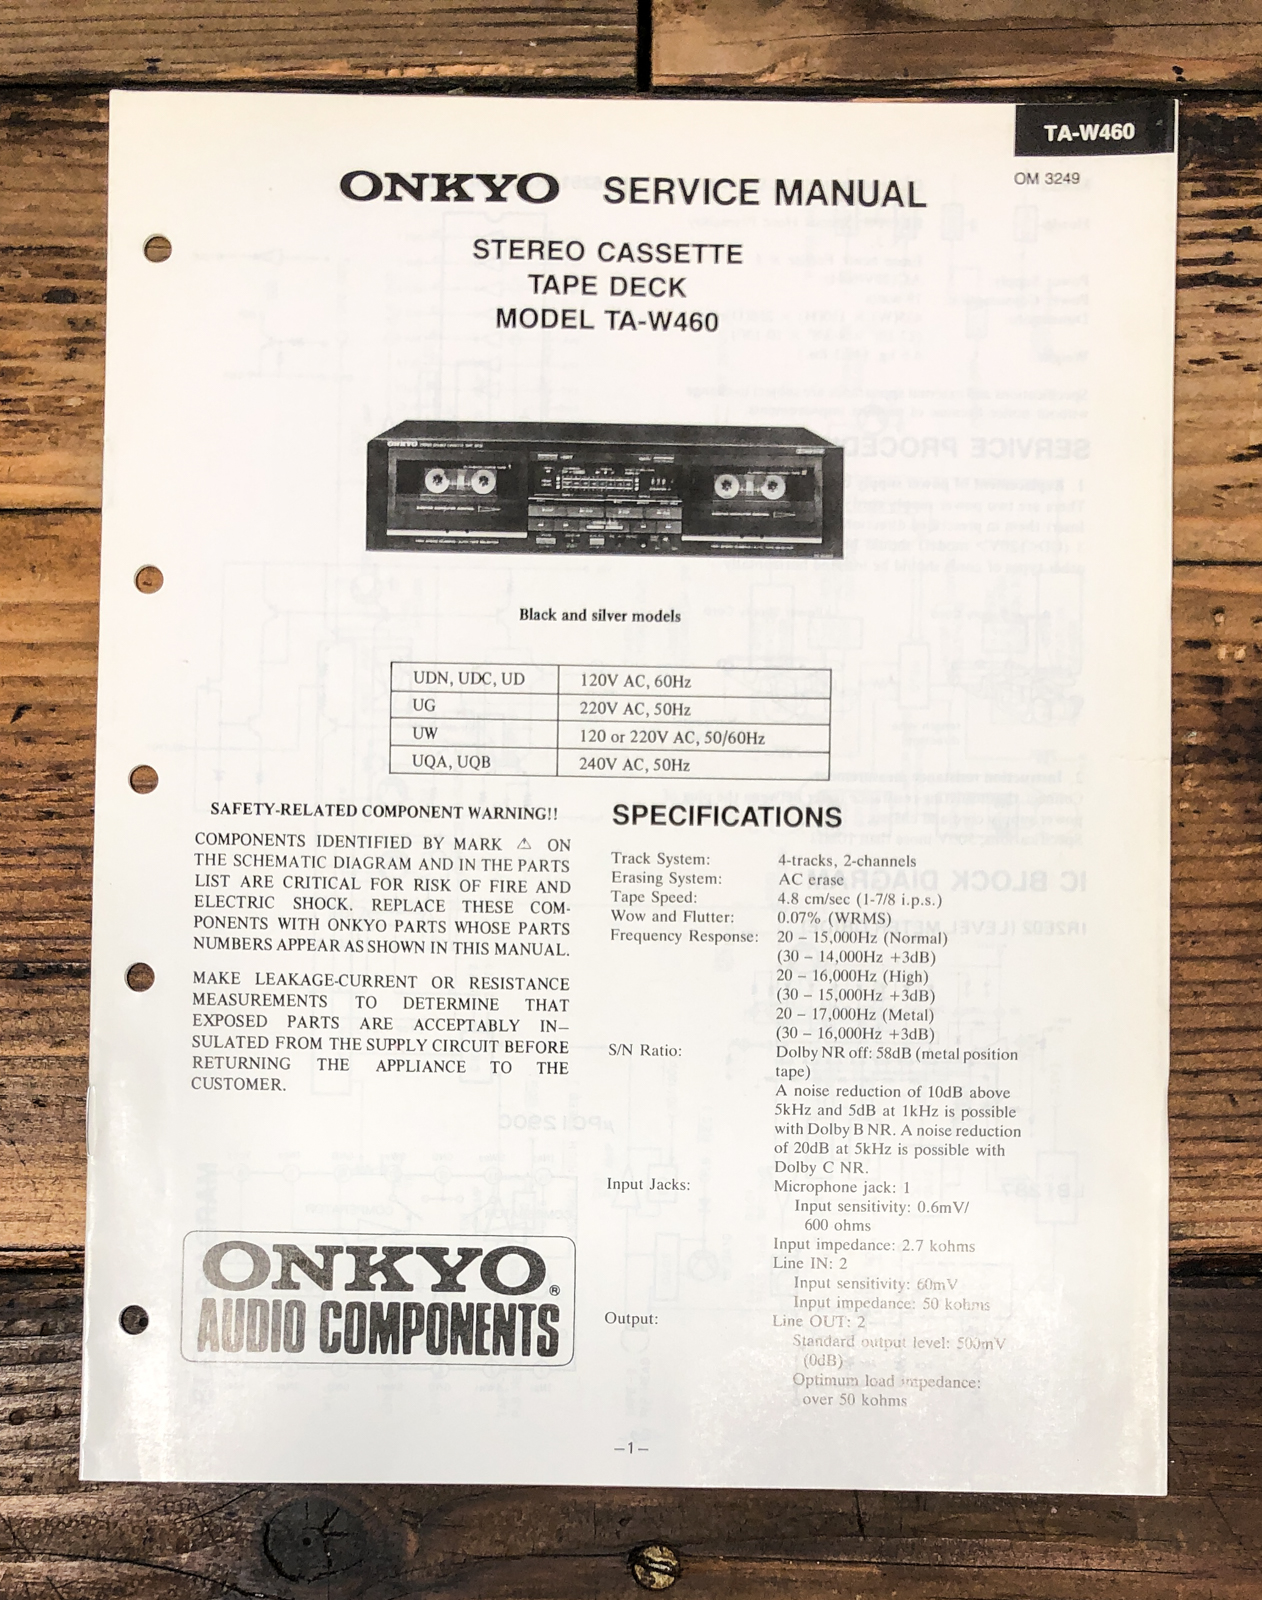 TA-W460
OM 3249
ONKYO SERVICE MANUAL
STEREO CASSETTE
TAPE DECK
MODEL TA-W460
ONKYO
Black and silver models
UDN, UDC, UD 120V AC, 60Hz
UG 220V AC, 50Hz
UW 120 or 220V AC, 50/60Hz
UQA, UQB 240V AC, 50Hz
SAFETY-RELATED COMPONENT WARNING!!
COMPONENTS IDENTIFIED BY MARK ⚠ ON
THE SCHEMATIC DIAGRAM AND IN THE PARTS
LIST ARE CRITICAL FOR RISK OF FIRE AND
ELECTRIC SHOCK. REPLACE THESE COM-
PONENTS WITH ONKYO PARTS WHOSE PARTS
NUMBERS APPEAR AS SHOWN IN THIS MANUAL.
MAKE LEAKAGE-CURRENT OR RESISTANCE
MEASUREMENTS TO DETERMINE THAT
EXPOSED PARTS ARE ACCEPTABLY IN–
SULATED FROM THE SUPPLY CIRCUIT BEFORE
RETURNING THE APPLIANCE TO THE
CUSTOMER.
ONKYO®
AUDIO COMPONENTS
SPECIFICATIONS
Track System: 4-tracks, 2-channels
Erasing System: AC erase
Tape Speed: 4.8 cm/sec (1-7/8 i.p.s.)
Wow and Flutter: 0.07% (WRMS)
Frequency Response: 20 – 15,000Hz (Normal)
(30 – 14,000Hz +3dB)
20 – 16,000Hz (High)
(30 – 15,000Hz +3dB)
20 – 17,000Hz (Metal)
(30 – 16,000Hz +3dB)
S/N Ratio: Dolby NR off: 58dB (metal position
tape)
A noise reduction of 10dB above
5kHz and 5dB at 1kHz is possible
with Dolby B NR. A noise reduction
of 20dB at 5kHz is possible with
Dolby C NR.
Input Jacks: Microphone jack: 1
Input sensitivity: 0.6mV/
600 ohms
Input impedance: 2.7 kohms
Line IN: 2
Input sensitivity: 60mV
Input impedance: 50 kohms
Output: Line OUT: 2
Standard output level: 500mV
(0dB)
Optimum load impedance:
over 50 kohms
–1–